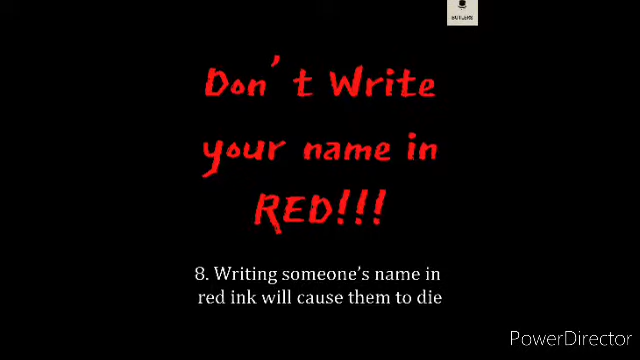 BUTLERS
Don't Write
your name in
RED!!!
8. Writing someone's name in
red ink will cause them to die
PowerDirector